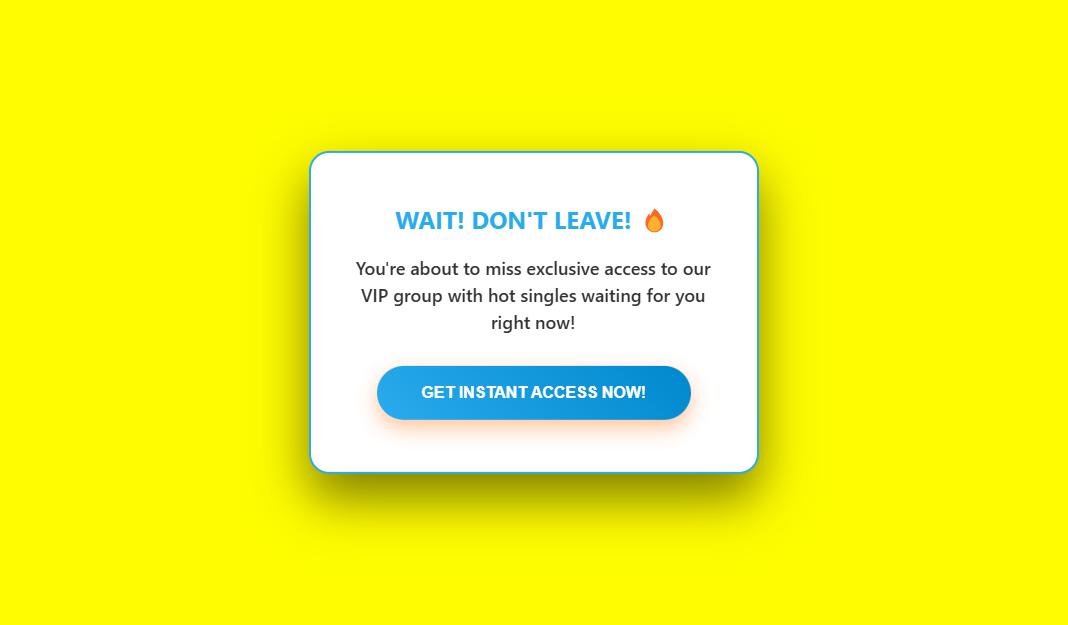 WAIT! DON'T LEAVE! 🔥
You're about to miss exclusive access to our
VIP group with hot singles waiting for you
right now!
GET INSTANT ACCESS NOW!